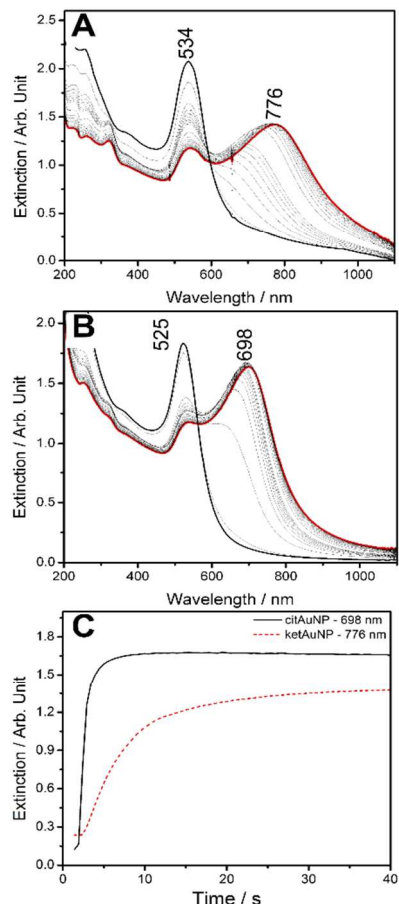 A
534
776
Extinction / Arb. Unit
2.5
2.0
1.5
1.0
0.5
0.0
200 400 600 800 1000
Wavelength / nm
B
525
698
Extinction / Arb. Unit
2.0
1.5
1.0
0.5
0.0
200 400 600 800 1000
Wavelength / nm
C
citAuNP - 698 nm
ketAuNP - 776 nm
Extinction / Arb. Unit
1.8
1.5
1.2
0.9
0.6
0.3
0.0
0 10 20 30 40
Time / s